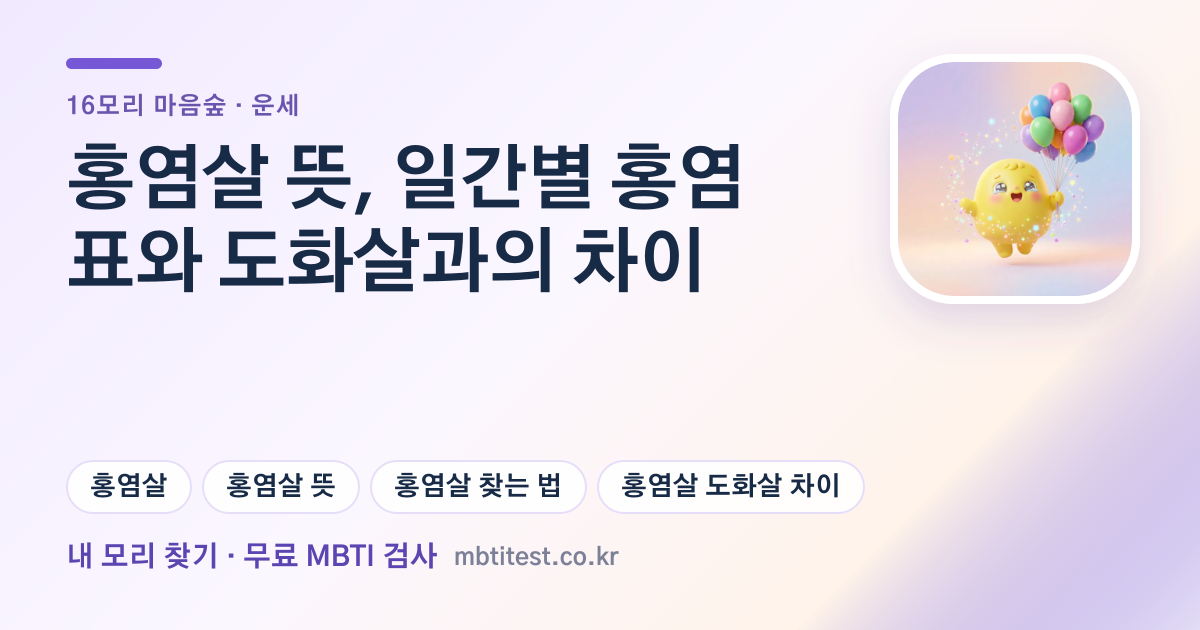 16모리 마음숲 · 운세
홍염살 뜻, 일간별 홍염
표와 도화살과의 차이
홍염살
홍염살 뜻
홍염살 찾는 법
홍염살 도화살 차이
내 모리 찾기 · 무료 MBTI 검사 mbtitest.co.kr